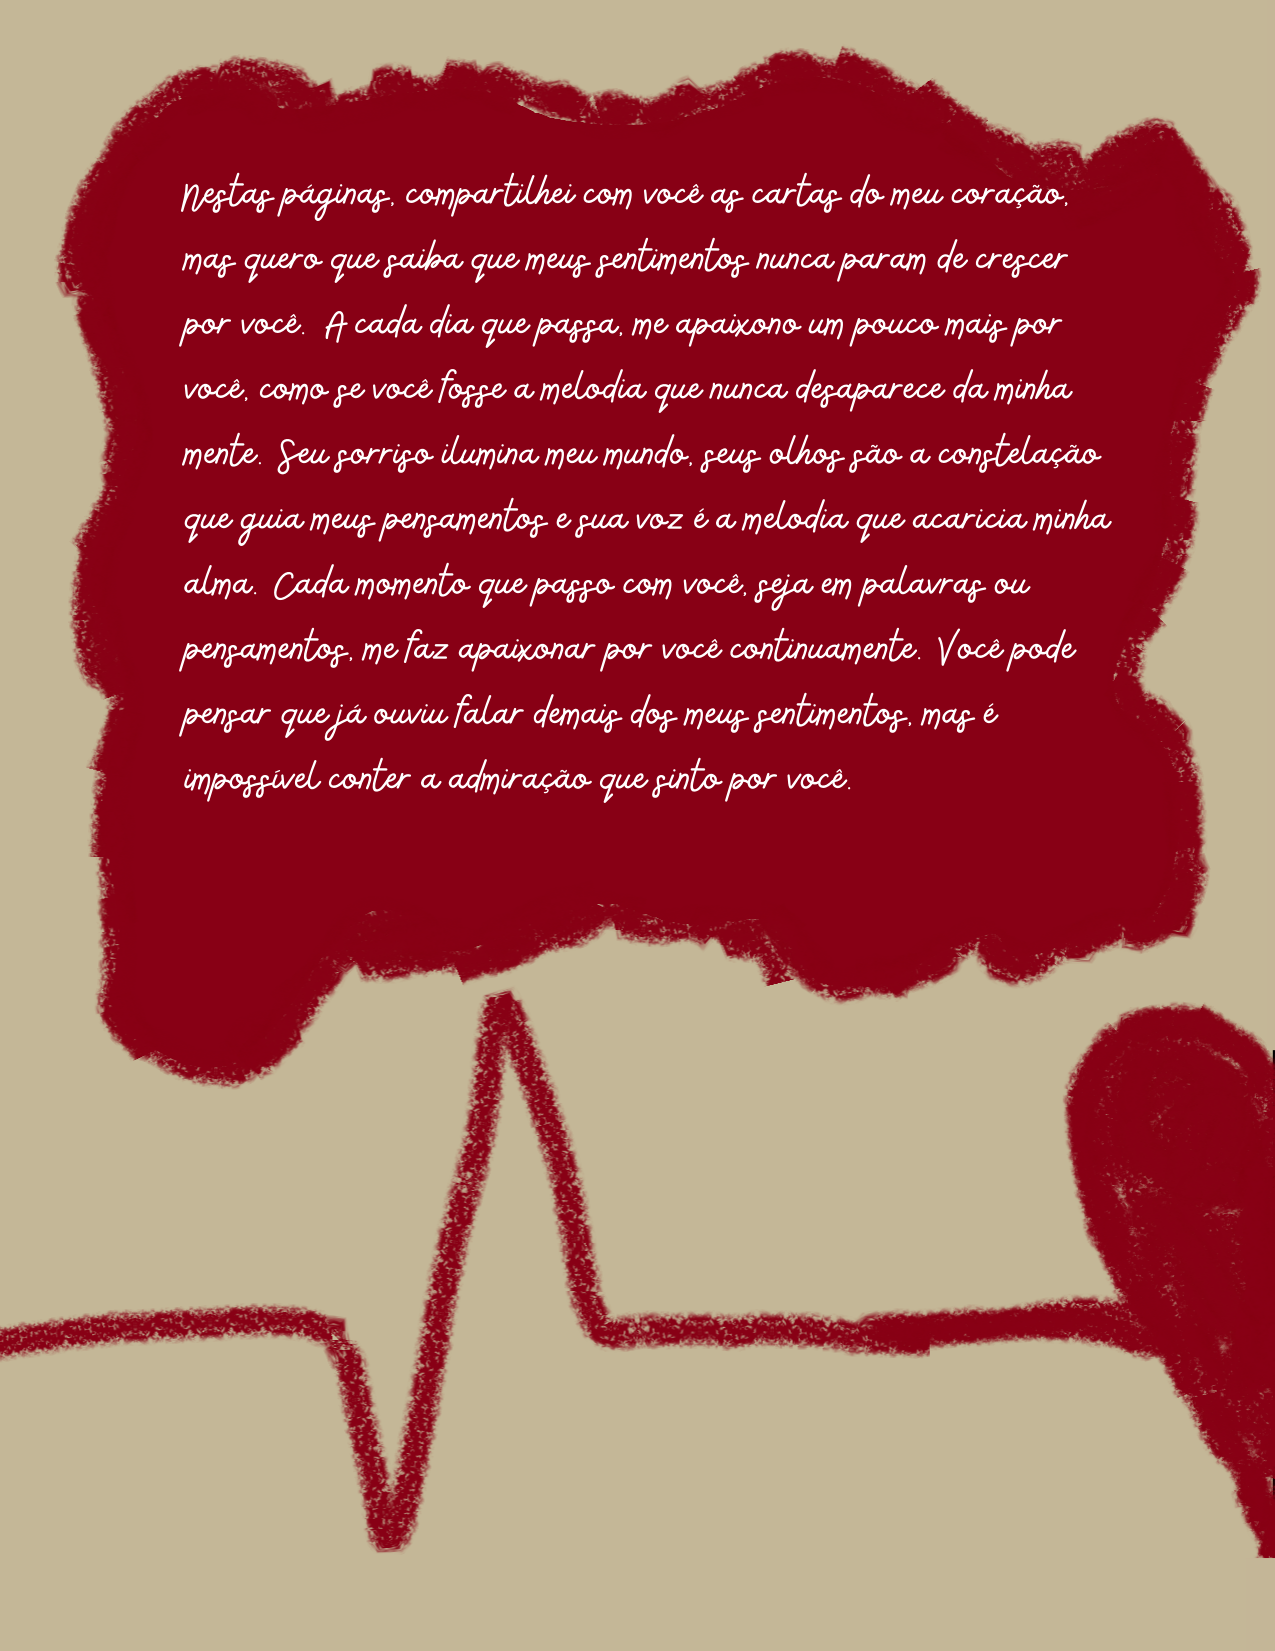 Nestas páginas, compartilhei com você as cartas do meu coração,
mas quero que saiba que meus sentimentos nunca param de crescer
por você. A cada dia que passa, me apaixono um pouco mais por
você, como se você fosse a melodia que nunca desaparece da minha
mente. Seu sorriso ilumina meu mundo, seus olhos são a constelação
que guia meus pensamentos e sua voz é a melodia que acaricia minha
alma. Cada momento que passo com você, seja em palavras ou
pensamentos, me faz apaixonar por você continuamente. Você pode
pensar que já ouviu falar demais dos meus sentimentos, mas é
impossível conter a admiração que sinto por você.